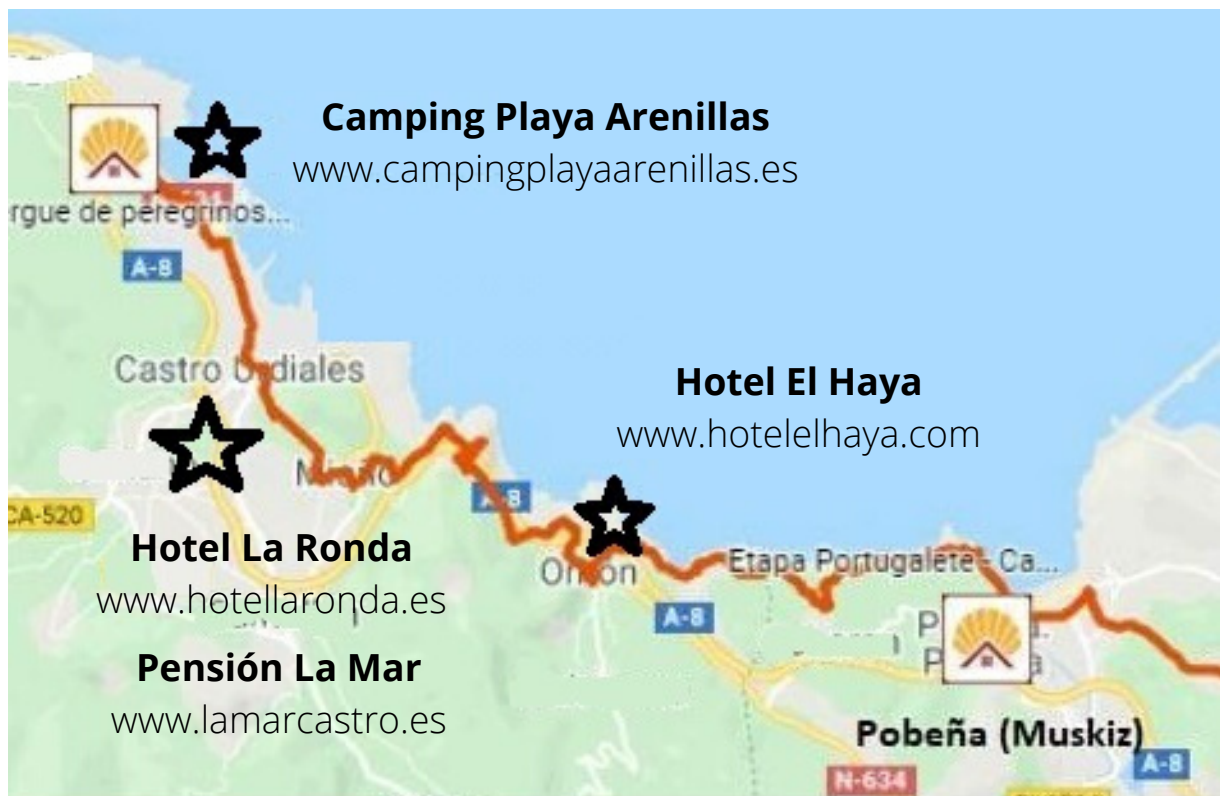 Camping Playa Arenillas
www.campingplayaarenillas.es
rgue de peregrinos...
A-8
Castro Urdiales
Hotel El Haya
www.hotelelhaya.com
A-8
CA-520
Hotel La Ronda
www.hotellaronda.es
Etapa Portugalete - Ca...
A-8
Pensión La Mar
www.lamarcastro.es
Pobeña (Muskiz)
A-8
N-634